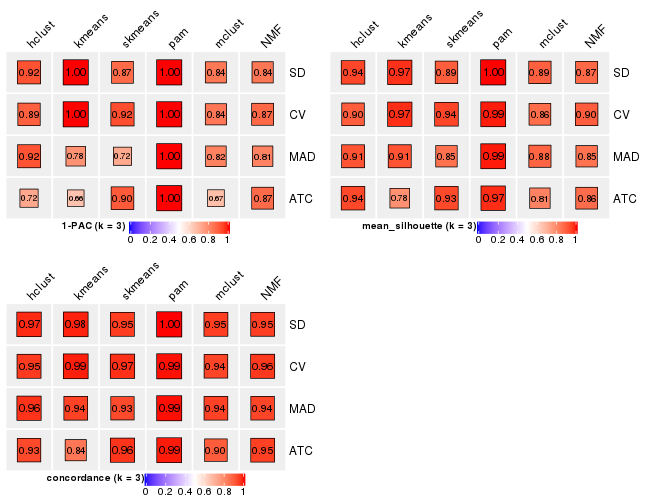 hclust kmeans skmeans pam mclust NMF
0.92 1.00 0.87 1.00 0.84 0.84 SD
0.89 1.00 0.92 1.00 0.84 0.87 CV
0.92 0.78 0.72 1.00 0.82 0.81 MAD
0.72 0.66 0.90 1.00 0.67 0.87 ATC
1-PAC (k = 3)
0 0.2 0.4 0.6 0.8 1
hclust kmeans skmeans pam mclust NMF
0.94 0.97 0.89 1.00 0.89 0.87 SD
0.90 0.97 0.94 0.99 0.86 0.90 CV
0.91 0.91 0.85 0.99 0.88 0.85 MAD
0.94 0.78 0.93 0.97 0.81 0.86 ATC
mean_silhouette (k = 3)
0 0.2 0.4 0.6 0.8 1
hclust kmeans skmeans pam mclust NMF
0.97 0.98 0.95 1.00 0.95 0.95 SD
0.95 0.99 0.97 0.99 0.94 0.96 CV
0.96 0.94 0.93 0.99 0.94 0.94 MAD
0.93 0.84 0.96 0.99 0.90 0.95 ATC
concordance (k = 3)
0 0.2 0.4 0.6 0.8 1